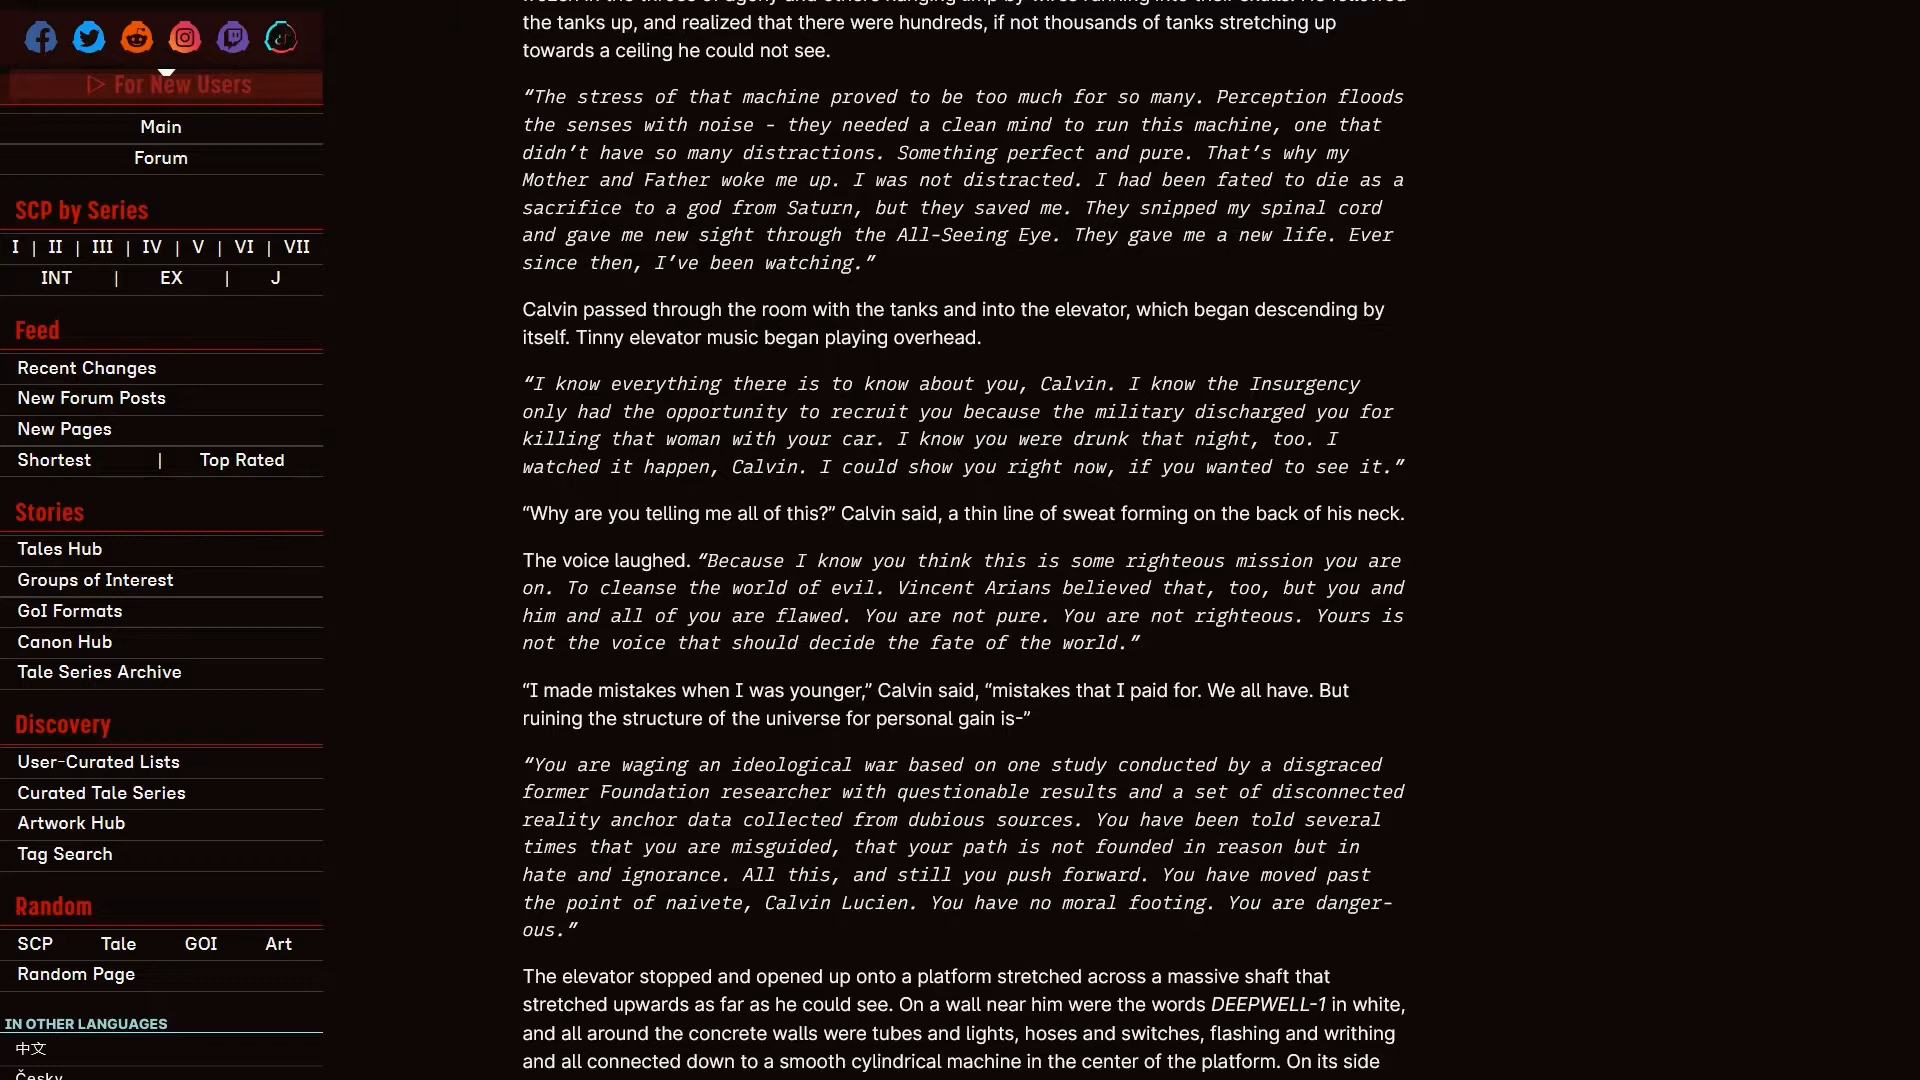 ▷ For New Users
Main
Forum
SCP by Series
I | II | III | IV | V | VI | VII
INT | EX | J
Feed
Recent Changes
New Forum Posts
New Pages
Shortest | Top Rated
Stories
Tales Hub
Groups of Interest
GoI Formats
Canon Hub
Tale Series Archive
Discovery
User-Curated Lists
Curated Tale Series
Artwork Hub
Tag Search
Random
SCP Tale GOI Art
Random Page
IN OTHER LANGUAGES
中文
Česky
the tanks up, and realized that there were hundreds, if not thousands of tanks stretching up
towards a ceiling he could not see.
“The stress of that machine proved to be too much for so many. Perception floods
the senses with noise - they needed a clean mind to run this machine, one that
didn’t have so many distractions. Something perfect and pure. That’s why my
Mother and Father woke me up. I was not distracted. I had been fated to die as a
sacrifice to a god from Saturn, but they saved me. They snipped my spinal cord
and gave me new sight through the All-Seeing Eye. They gave me a new life. Ever
since then, I’ve been watching.”
Calvin passed through the room with the tanks and into the elevator, which began descending by
itself. Tinny elevator music began playing overhead.
“I know everything there is to know about you, Calvin. I know the Insurgency
only had the opportunity to recruit you because the military discharged you for
killing that woman with your car. I know you were drunk that night, too. I
watched it happen, Calvin. I could show you right now, if you wanted to see it.”
“Why are you telling me all of this?” Calvin said, a thin line of sweat forming on the back of his neck.
The voice laughed. “Because I know you think this is some righteous mission you are
on. To cleanse the world of evil. Vincent Arians believed that, too, but you and
him and all of you are flawed. You are not pure. You are not righteous. Yours is
not the voice that should decide the fate of the world.”
“I made mistakes when I was younger,” Calvin said, “mistakes that I paid for. We all have. But
ruining the structure of the universe for personal gain is-”
“You are waging an ideological war based on one study conducted by a disgraced
former Foundation researcher with questionable results and a set of disconnected
reality anchor data collected from dubious sources. You have been told several
times that you are misguided, that your path is not founded in reason but in
hate and ignorance. All this, and still you push forward. You have moved past
the point of naivete, Calvin Lucien. You have no moral footing. You are danger-
ous.”
The elevator stopped and opened up onto a platform stretched across a massive shaft that
stretched upwards as far as he could see. On a wall near him were the words DEEPWELL-1 in white,
and all around the concrete walls were tubes and lights, hoses and switches, flashing and writhing
and all connected down to a smooth cylindrical machine in the center of the platform. On its side